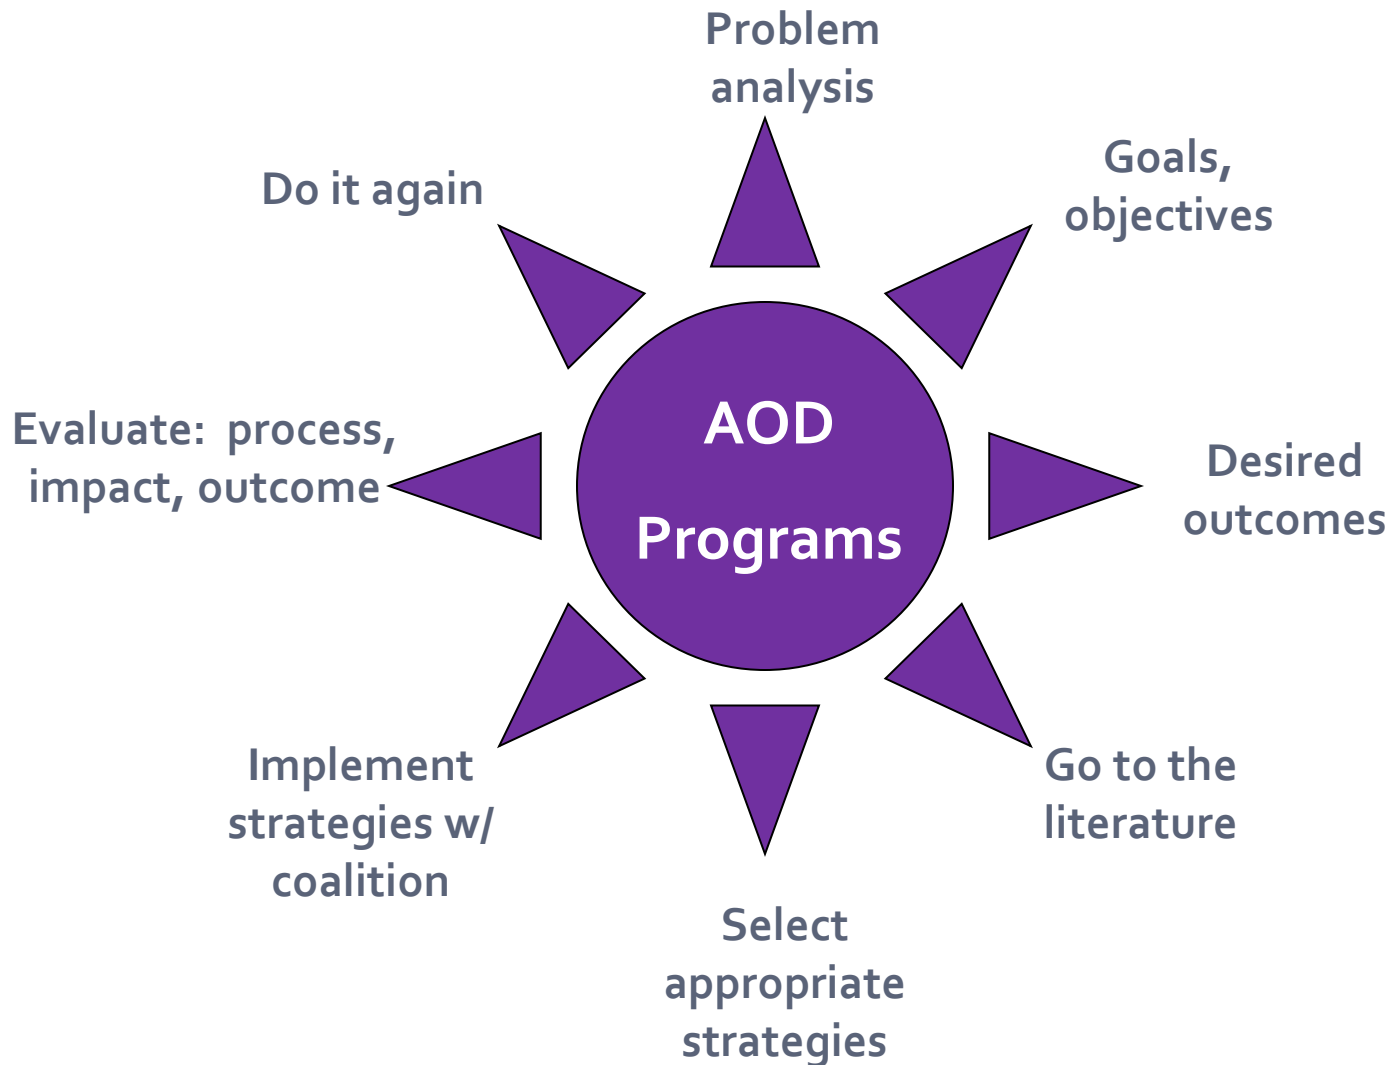 Problem
analysis
Goals,
objectives
Desired
outcomes
Go to the
literature
Select
appropriate
strategies
Implement
strategies w/
coalition
Evaluate:  process,
impact, outcome
Do it again
AOD
Programs